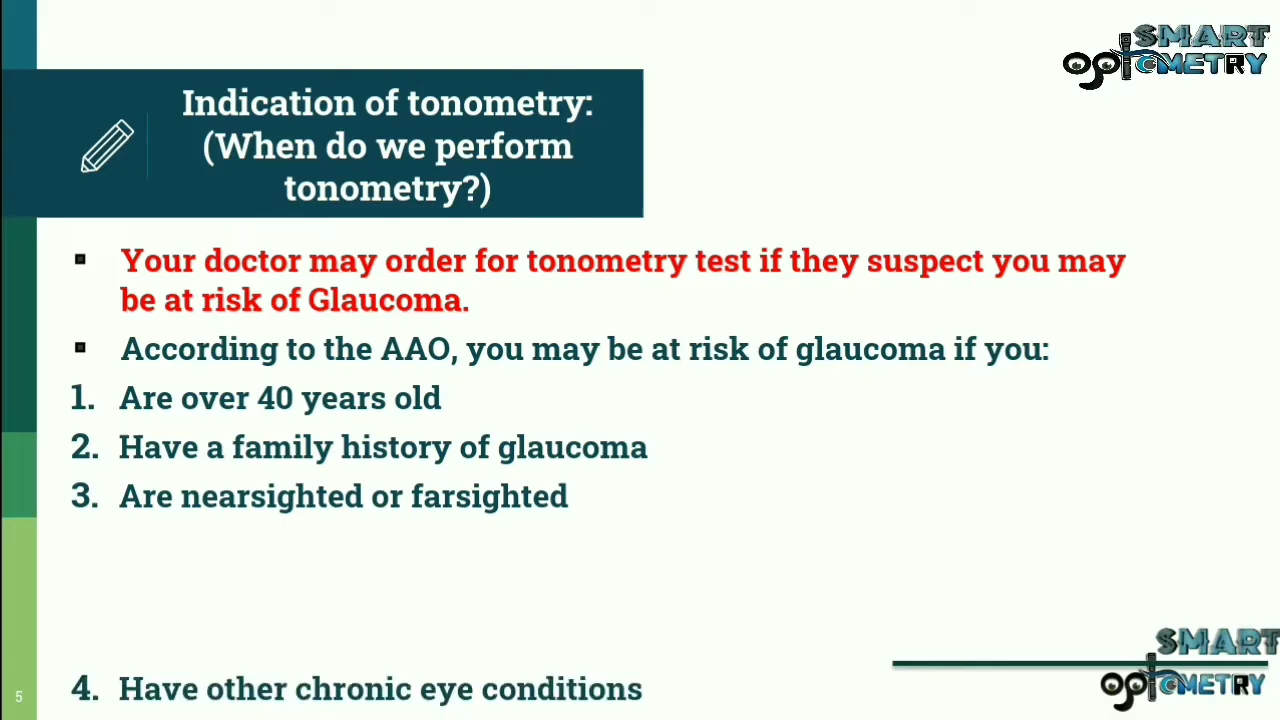 SMART
OPTOMETRY
Indication of tonometry:
(When do we perform
tonometry?)
▪ Your doctor may order for tonometry test if they suspect you may
be at risk of Glaucoma.
▪ According to the AAO, you may be at risk of glaucoma if you:
1. Are over 40 years old
2. Have a family history of glaucoma
3. Are nearsighted or farsighted
4. Have other chronic eye conditions
5
SMART
OPTOMETRY